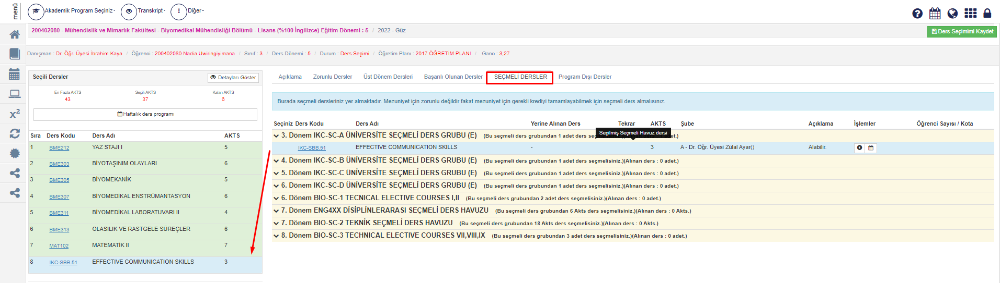 menü
Akademik Program Seçiniz -
Transkript -
Diğer -
200402080 - Mühendislik ve Mimarlık Fakültesi - Biyomedikal Mühendisliği Bölümü - Lisans (%100 İngilizce) Eğitim Dönemi : 5 / 2022 - Güz
Ders Seçimimi Kaydet
Danışman : Dr. Öğr. Üyesi İbrahim Kaya / Öğrenci : 200402080 Nadia Uwiringiyimana / Sınıf : 3 / Ders Dönemi : 5 / Durum : Ders Seçimi / Öğretim Planı : 2017 ÖĞRETİM PLANI / Gano : 3,27
Seçili Dersler
Detayları Göster
En Fazla AKTS Seçili AKTS Kalan AKTS
43 37 6
Haftalık ders programı
Sıra Ders Kodu Ders Adı AKTS
1 BME212 YAZ STAJI I 5
2 BME303 BİYOTAŞINIM OLAYLARI 6
3 BME305 BİYOMEKANİK 5
4 BME307 BİYOMEDİKAL ENSTRÜMANTASYON 6
5 BME311 BİYOMEDİKAL LABORATUVARI II 4
6 BME313 OLASILIK VE RASTGELE SÜREÇLER 6
7 MAT102 MATEMATİK II 7
8 IKC-SBB.51 EFFECTIVE COMMUNICATION SKILLS 3
Açıklama Zorunlu Dersler Üst Dönem Dersleri Başarılı Olunan Dersler SEÇMELİ DERSLER Program Dışı Dersler
Burada seçmeli dersleriniz yer almaktadır. Mezuniyet için zorunlu değildir fakat mezuniyet için gerekli krediyi tamamlayabilmek için seçmeli ders almalısınız.
Seçiniz Ders Kodu Ders Adı Yerine Alınan Ders Tekrar AKTS Şube Açıklama İşlemler Öğrenci Sayısı / Kota
Seçilmiş Seçmeli Havuz dersi
3. Dönem IKC-SC-A ÜNİVERSİTE SEÇMELİ DERS GRUBU (E) (Bu seçmeli ders grubundan 1 adet ders 0 adet.)
IKC-SBB.51 EFFECTIVE COMMUNICATION SKILLS - 3 A - Dr. Öğr. Üyesi Zülal Ayar() Alabilir.
4. Dönem IKC-SC-B ÜNİVERSİTE SEÇMELİ DERS GRUBU (E) (Bu seçmeli ders grubundan 1 adet ders seçmelisiniz.)(Alınan ders : 0 adet.)
5. Dönem IKC-SC-C ÜNİVERSİTE SEÇMELİ DERS GRUBU (E) (Bu seçmeli ders grubundan 1 adet ders seçmelisiniz.)(Alınan ders : 0 adet.)
6. Dönem IKC-SC-D ÜNİVERSİTE SEÇMELİ DERS GRUBU (E) (Bu seçmeli ders grubundan 1 adet ders seçmelisiniz.)(Alınan ders : 0 adet.)
6. Dönem BIO-SC-1 TECNICAL ELECTIVE COURSES I,II (Bu seçmeli ders grubundan 2 adet ders seçmelisiniz.)(Alınan ders : 0 adet.)
7. Dönem ENG4XX DİSİPLİNLERARASI SEÇMELİ DERS HAVUZU (Bu seçmeli ders grubundan 6 Akts ders seçmelisiniz.)(Alınan ders : 0 Akts.)
7. Dönem BIO-SC-2 TEKNİK SEÇMELİ DERS HAVUZU (Bu seçmeli ders grubundan 18 Akts ders seçmelisiniz.)(Alınan ders : 0 Akts.)
8. Dönem BIO-SC-3 TECHNICAL ELECTIVE COURSES VII,VIII,IX (Bu seçmeli ders grubundan 3 adet ders seçmelisiniz.)(Alınan ders : 0 adet.)